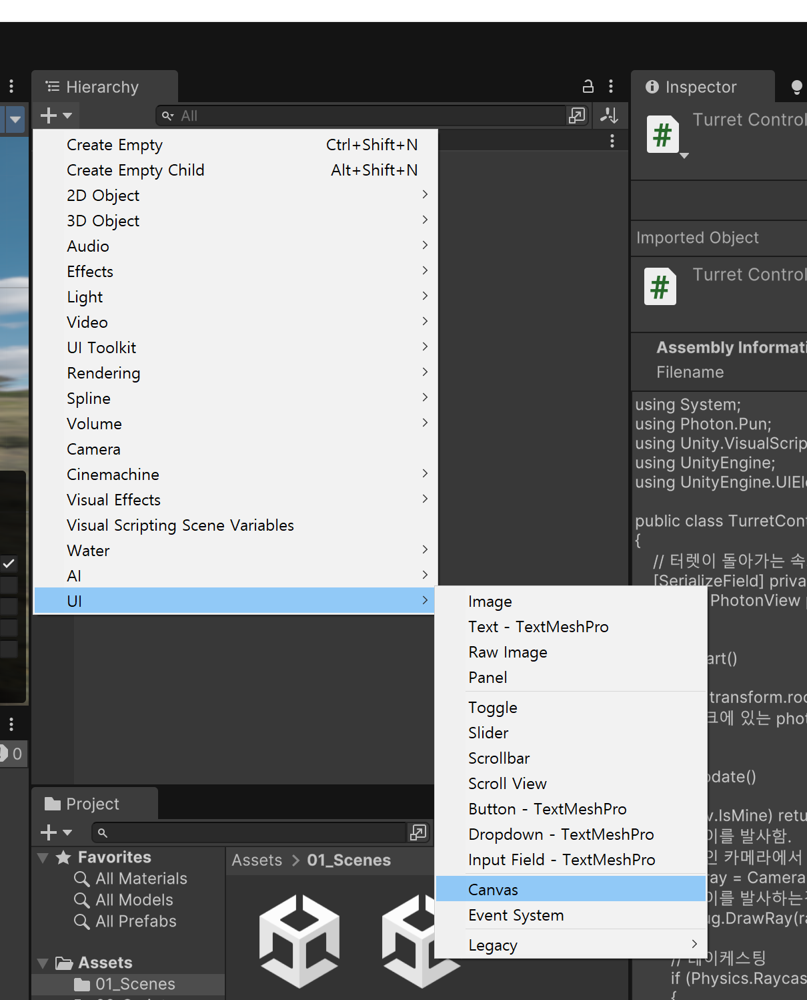 Hierarchy
All
Create Empty Ctrl+Shift+N
Create Empty Child Alt+Shift+N
2D Object
3D Object
Audio
Effects
Light
Video
UI Toolkit
Rendering
Spline
Volume
Camera
Cinemachine
Visual Effects
Visual Scripting Scene Variables
Water
AI
UI
Image
Text - TextMeshPro
Raw Image
Panel
Toggle
Slider
Scrollbar
Scroll View
Button - TextMeshPro
Dropdown - TextMeshPro
Input Field - TextMeshPro
Canvas
Event System
Legacy
0
Project
Favorites
All Materials
All Models
All Prefabs
Assets
01_Scenes
Assets > 01_Scenes
Inspector
Turret Control
Imported Object
Turret Control
Assembly Informati
Filename
using System;
using Photon.Pun;
using Unity.VisualScrip
using UnityEngine;
using UnityEngine.UIEl
public class TurretCont
{
// 터렛이 돌아가는 속
[SerializeField] priva
PhotonView
art()
transform.roo
크에 있는 phot
pdate()
v.IsMine) retu
이를 발사함.
인 카메라에서
ay = Camera
이를 발사하는
ug.DrawRay(ra
// 레이케스팅
if (Physics.Raycas
{